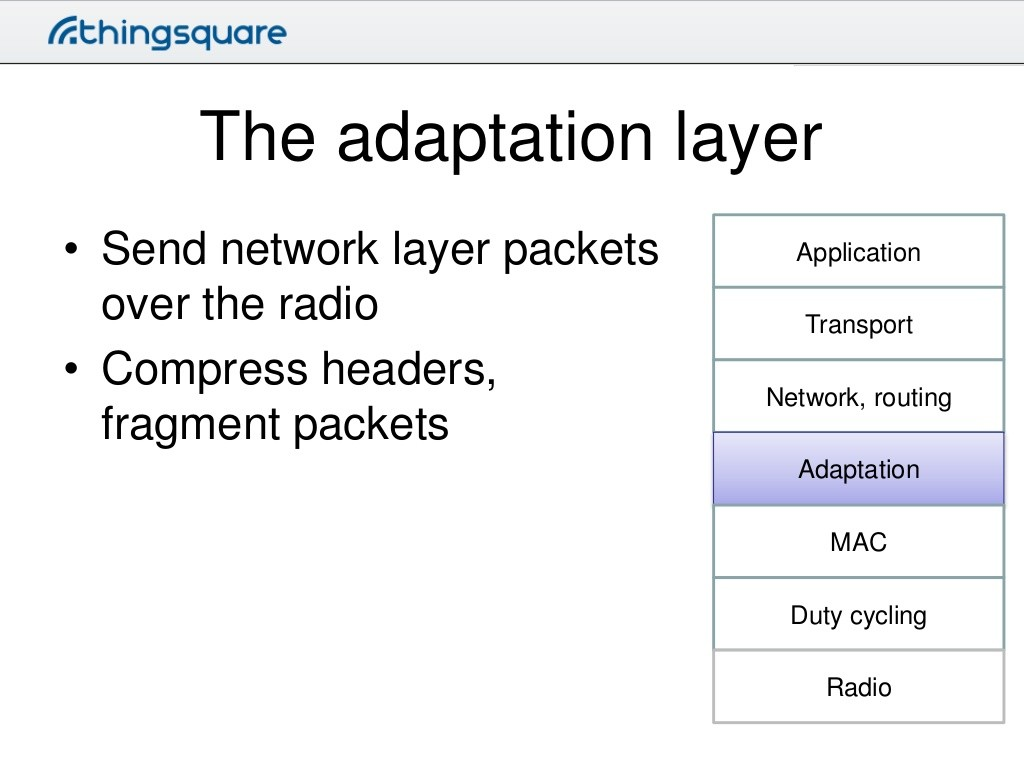 thingsquare
The adaptation layer
• Send network layer packets
over the radio
• Compress headers,
fragment packets
Application
Transport
Network, routing
Adaptation
MAC
Duty cycling
Radio